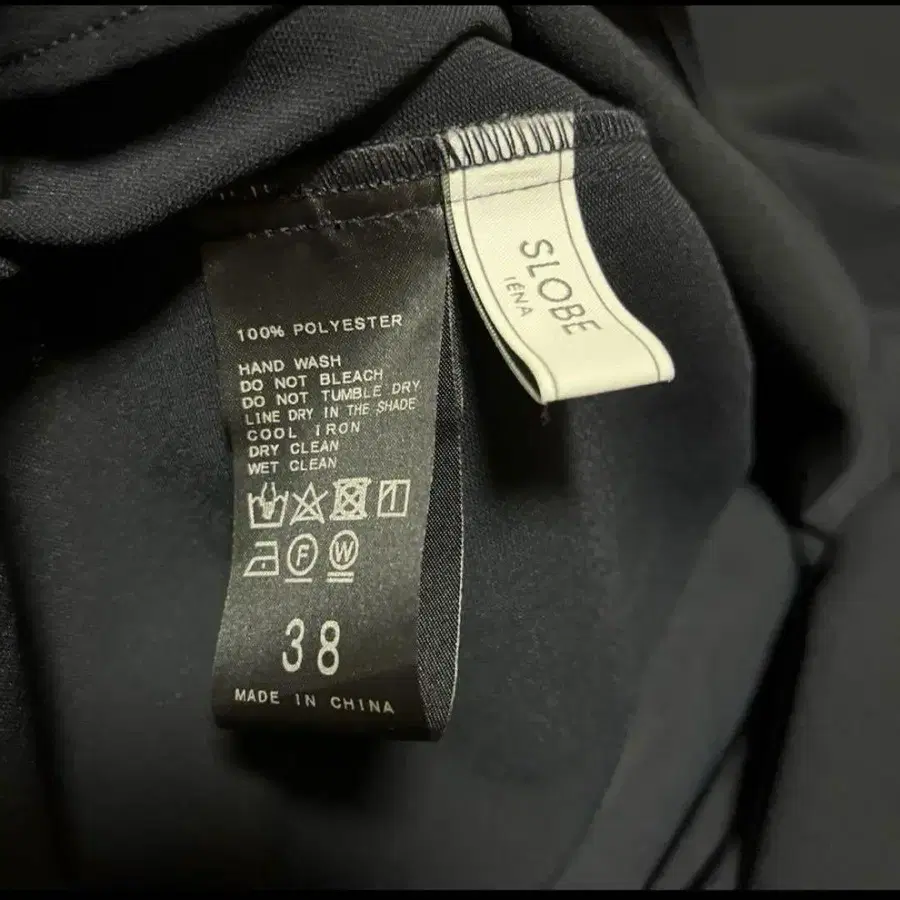 100% POLYESTER
HAND WASH
DO NOT BLEACH
DO NOT TUMBLE DRY
LINE DRY IN THE SHADE
COOL IRON
DRY CLEAN
WET CLEAN
F W
38
MADE IN CHINA
SLOBE
IÉNA